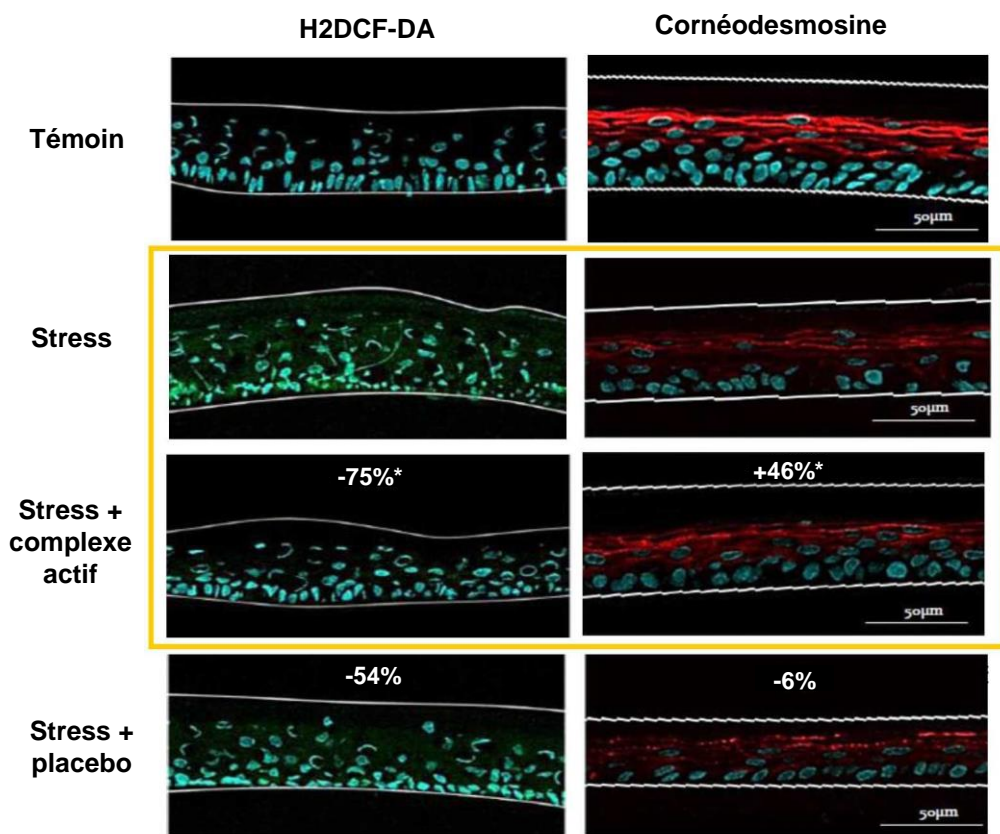 H2DCF-DA
Cornéodesmosine
Témoin
50µm
Stress
50µm
Stress +
complexe
actif
-75%*
+46%*
50µm
Stress +
placebo
-54%
-6%
50µm